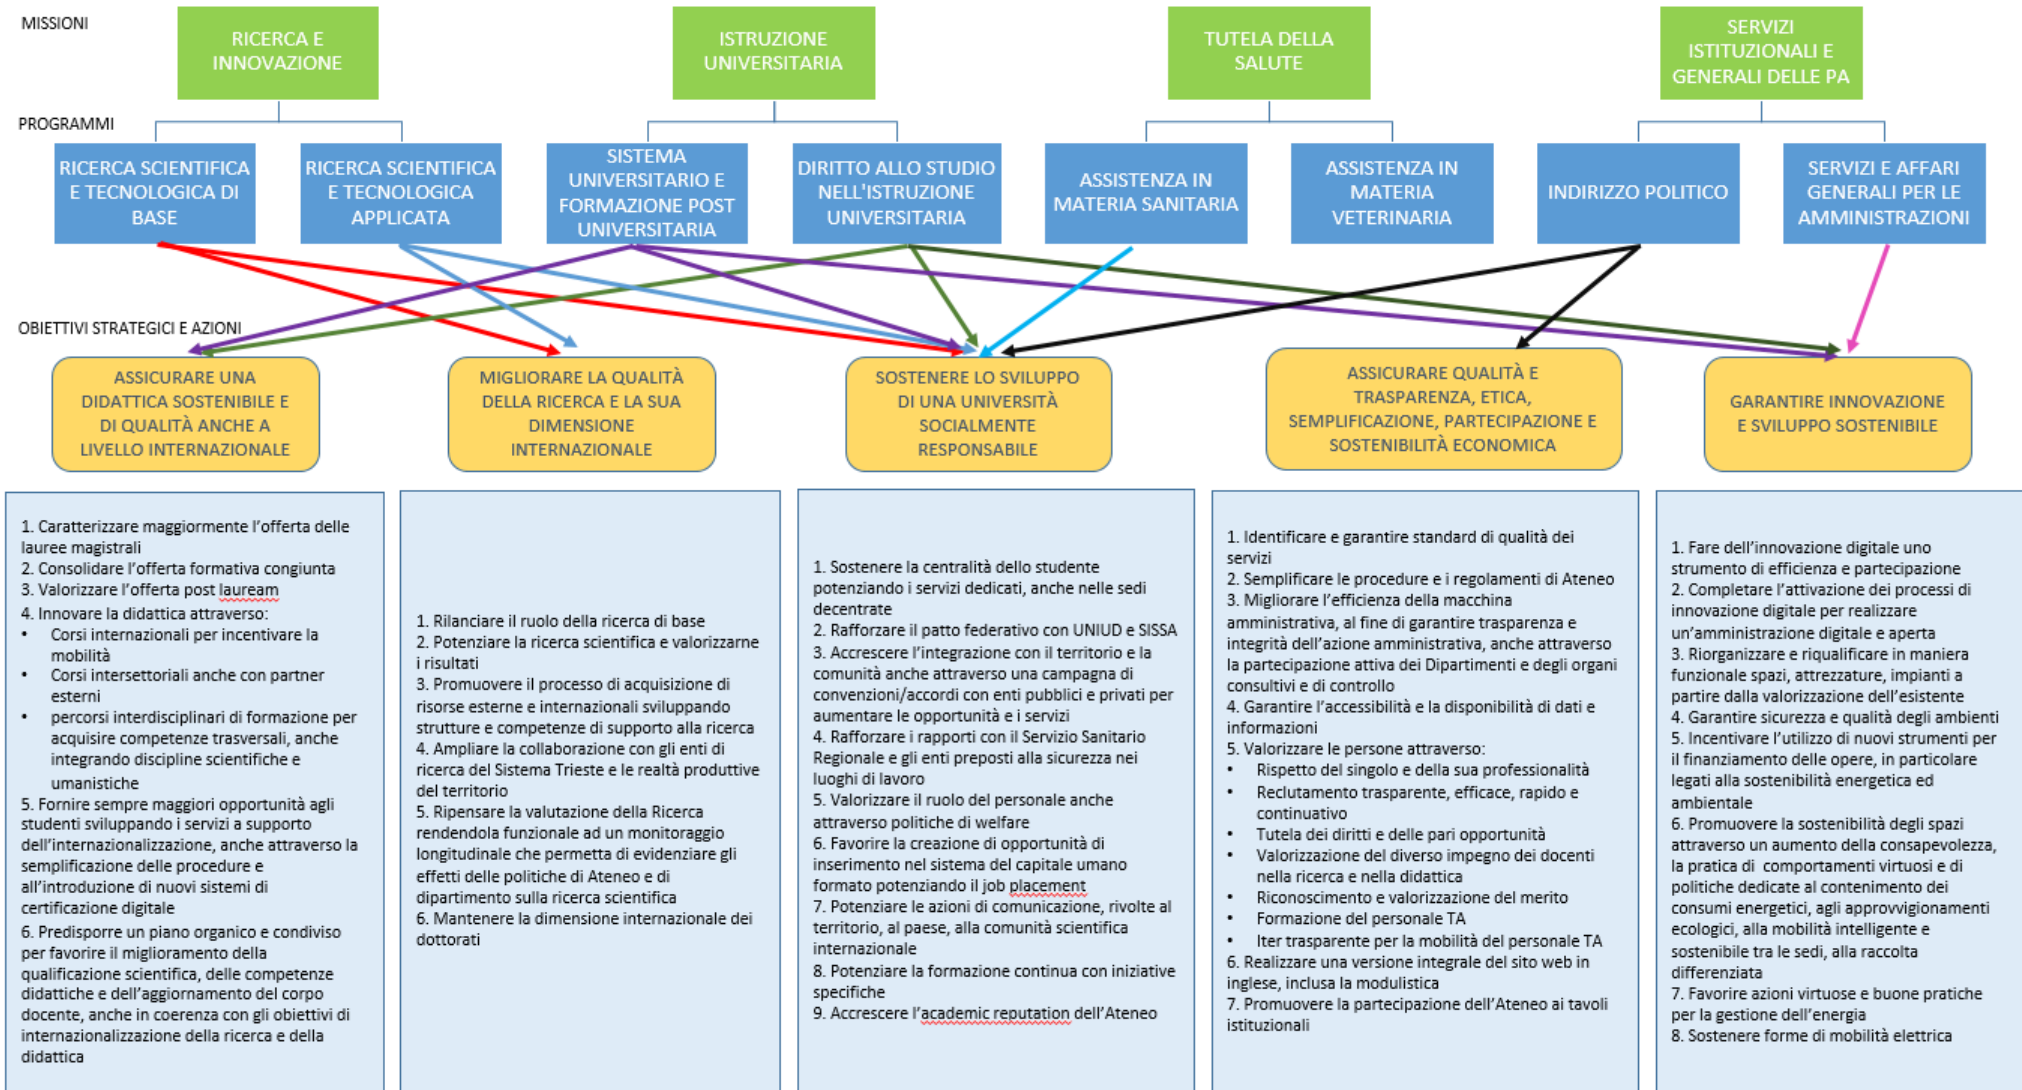 MISSIONI
RICERCA E
INNOVAZIONE
ISTRUZIONE
UNIVERSITARIA
TUTELA DELLA
SALUTE
SERVIZI
ISTITUZIONALI E
GENERALI DELLE PA
PROGRAMMI
RICERCA SCIENTIFICA
E TECNOLOGICA DI
BASE
RICERCA SCIENTIFICA
E TECNOLOGICA
APPLICATA
SISTEMA
UNIVERSITARIO E
FORMAZIONE POST
UNIVERSITARIA
DIRITTO ALLO STUDIO
NELL'ISTRUZIONE
UNIVERSITARIA
ASSISTENZA IN
MATERIA SANITARIA
ASSISTENZA IN
MATERIA
VETERINARIA
INDIRIZZO POLITICO
SERVIZI E AFFARI
GENERALI PER LE
AMMINISTRAZIONI
OBIETTIVI STRATEGICI E AZIONI
ASSICURARE UNA
DIDATTICA SOSTENIBILE E
DI QUALITÀ ANCHE A
LIVELLO INTERNAZIONALE
MIGLIORARE LA QUALITÀ
DELLA RICERCA E LA SUA
DIMENSIONE
INTERNAZIONALE
SOSTENERE LO SVILUPPO
DI UNA UNIVERSITÀ
SOCIALMENTE
RESPONSABILE
ASSICURARE QUALITÀ E
TRASPARENZA, ETICA,
SEMPLIFICAZIONE, PARTECIPAZIONE E
SOSTENIBILITÀ ECONOMICA
GARANTIRE INNOVAZIONE
E SVILUPPO SOSTENIBILE
1. Caratterizzare maggiormente l'offerta delle
lauree magistrali
2. Consolidare l'offerta formativa congiunta
3. Valorizzare l'offerta post lauream
4. Innovare la didattica attraverso:
• Corsi internazionali per incentivare la
mobilità
• Corsi intersettoriali anche con partner
esterni
• percorsi interdisciplinari di formazione per
acquisire competenze trasversali, anche
integrando discipline scientifiche e
umanistiche
5. Fornire sempre maggiori opportunità agli
studenti sviluppando i servizi a supporto
dell'internazionalizzazione, anche attraverso la
semplificazione delle procedure e
all'introduzione di nuovi sistemi di
certificazione digitale
6. Predisporre un piano organico e condiviso
per favorire il miglioramento della
qualificazione scientifica, delle competenze
didattiche e dell'aggiornamento del corpo
docente, anche in coerenza con gli obiettivi di
internazionalizzazione della ricerca e della
didattica
1. Rilanciare il ruolo della ricerca di base
2. Potenziare la ricerca scientifica e valorizzarne
i risultati
3. Promuovere il processo di acquisizione di
risorse esterne e internazionali sviluppando
strutture e competenze di supporto alla ricerca
4. Ampliare la collaborazione con gli enti di
ricerca del Sistema Trieste e le realtà produttive
del territorio
5. Ripensare la valutazione della Ricerca
rendendola funzionale ad un monitoraggio
longitudinale che permetta di evidenziare gli
effetti delle politiche di Ateneo e di
dipartimento sulla ricerca scientifica
6. Mantenere la dimensione internazionale dei
dottorati
1. Sostenere la centralità dello studente
potenziando i servizi dedicati, anche nelle sedi
decentrate
2. Rafforzare il patto federativo con UNIUD e SISSA
3. Accrescere l'integrazione con il territorio e la
comunità anche attraverso una campagna di
convenzioni/accordi con enti pubblici e privati per
aumentare le opportunità e i servizi
4. Rafforzare i rapporti con il Servizio Sanitario
Regionale e gli enti preposti alla sicurezza nei
luoghi di lavoro
5. Valorizzare il ruolo del personale anche
attraverso politiche di welfare
6. Favorire la creazione di opportunità di
inserimento nel sistema del capitale umano
formato potenziando il job placement
7. Potenziare le azioni di comunicazione, rivolte al
territorio, al paese, alla comunità scientifica
internazionale
8. Potenziare la formazione continua con iniziative
specifiche
9. Accrescere l'academic reputation dell'Ateneo
1. Identificare e garantire standard di qualità dei
servizi
2. Semplificare le procedure e i regolamenti di Ateneo
3. Migliorare l'efficienza della macchina
amministrativa, al fine di garantire trasparenza e
integrità dell'azione amministrativa, anche attraverso
la partecipazione attiva dei Dipartimenti e degli organi
consultivi e di controllo
4. Garantire l'accessibilità e la disponibilità di dati e
informazioni
5. Valorizzare le persone attraverso:
• Rispetto del singolo e della sua professionalità
• Reclutamento trasparente, efficace, rapido e
continuativo
• Tutela dei diritti e delle pari opportunità
• Valorizzazione del diverso impegno dei docenti
nella ricerca e nella didattica
• Riconoscimento e valorizzazione del merito
• Formazione del personale TA
• Iter trasparente per la mobilità del personale TA
6. Realizzare una versione integrale del sito web in
inglese, inclusa la modulistica
7. Promuovere la partecipazione dell'Ateneo ai tavoli
istituzionali
1. Fare dell'innovazione digitale uno
strumento di efficienza e partecipazione
2. Completare l'attivazione dei processi di
innovazione digitale per realizzare
un'amministrazione digitale e aperta
3. Riorganizzare e riqualificare in maniera
funzionale spazi, attrezzature, impianti a
partire dalla valorizzazione dell'esistente
4. Garantire sicurezza e qualità degli ambienti
5. Incentivare l'utilizzo di nuovi strumenti per
il finanziamento delle opere, in particolare
legati alla sostenibilità energetica ed
ambientale
6. Promuovere la sostenibilità degli spazi
attraverso un aumento della consapevolezza,
la pratica di comportamenti virtuosi e di
politiche dedicate al contenimento dei
consumi energetici, agli approvvigionamenti
ecologici, alla mobilità intelligente e
sostenibile tra le sedi, alla raccolta
differenziata
7. Favorire azioni virtuose e buone pratiche
per la gestione dell'energia
8. Sostenere forme di mobilità elettrica